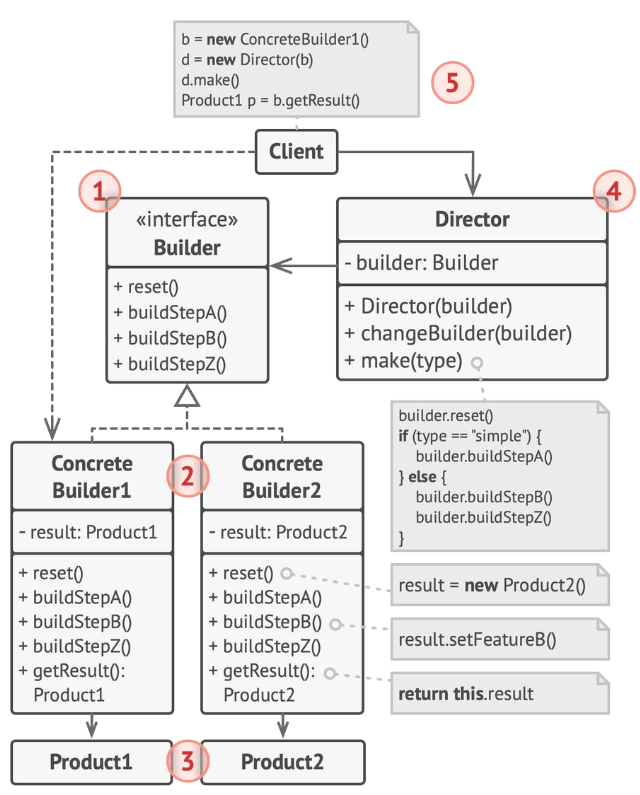 b = new ConcreteBuilder1()
d = new Director(b)
d.make()
Product1 p = b.getResult()
5
Client
1
«interface»
Builder
+ reset()
+ buildStepA()
+ buildStepB()
+ buildStepZ()
4
Director
- builder: Builder
+ Director(builder)
+ changeBuilder(builder)
+ make(type)
builder.reset()
if (type == "simple") {
builder.buildStepA()
} else {
builder.buildStepB()
builder.buildStepZ()
}
2
Concrete
Builder1
- result: Product1
+ reset()
+ buildStepA()
+ buildStepB()
+ buildStepZ()
+ getResult():
Product1
Concrete
Builder2
- result: Product2
+ reset()
+ buildStepA()
+ buildStepB()
+ buildStepZ()
+ getResult():
Product2
result = new Product2()
result.setFeatureB()
return this.result
Product1
3
Product2